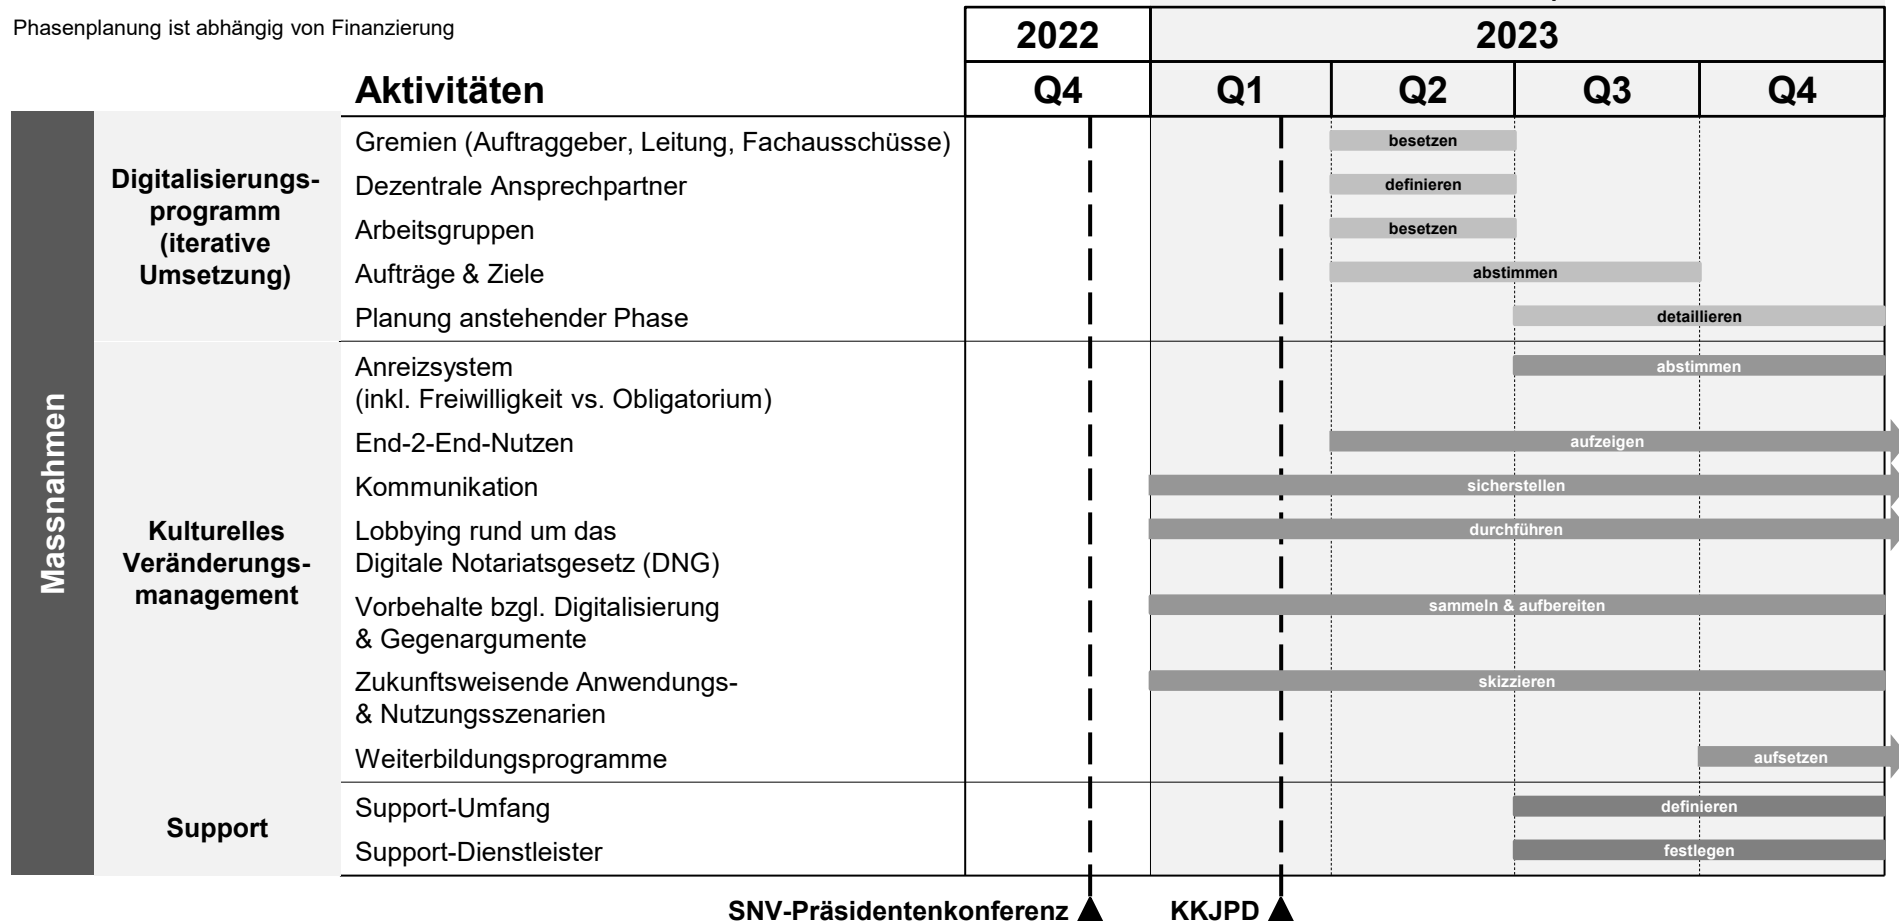 Phasenplanung ist abhängig von Finanzierung
2022
2023
Aktivitäten
Q4
Q1
Q2
Q3
Q4
Massnahmen
Digitalisierungs-
programm
(iterative
Umsetzung)
Gremien (Auftraggeber, Leitung, Fachausschüsse)
besetzen
Dezentrale Ansprechpartner
definieren
Arbeitsgruppen
besetzen
Aufträge & Ziele
abstimmen
Planung anstehender Phase
detaillieren
Kulturelles
Veränderungs-
management
Anreizsystem
(inkl. Freiwilligkeit vs. Obligatorium)
abstimmen
End-2-End-Nutzen
aufzeigen
Kommunikation
sicherstellen
Lobbying rund um das
Digitale Notariatsgesetz (DNG)
durchführen
Vorbehalte bzgl. Digitalisierung
& Gegenargumente
sammeln & aufbereiten
Zukunftsweisende Anwendungs-
& Nutzungsszenarien
skizzieren
Weiterbildungsprogramme
aufsetzen
Support
Support-Umfang
definieren
Support-Dienstleister
festlegen
SNV-Präsidentenkonferenz
KKJPD